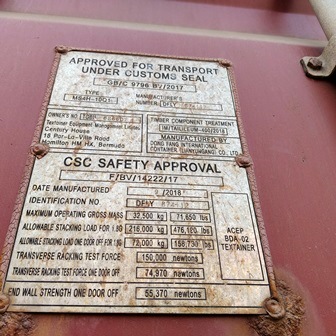 APPROVED FOR TRANSPORT
UNDER CUSTOMS SEAL
GB/C 9796 BV/2017
TYPE
MANUFACTURER'S
NUMBER DFLY
OWNER'S NO
Textainer Equipment Management Limited
Century House
16 Par-La-Ville Road
Hamilton HM HX, Bermuda
TIMBER COMPONENT TREATMENT
MANUFACTURED BY
DONG FANG INTERNATIONAL
CO., LTD
CSC SAFETY APPROVAL
F/BV/14222/17
DATE MANUFACTURED /2018
IDENTIFICATION NO DFLY
MAXIMUM OPERATING GROSS MASS 32,500 kg 71,650 lbs
ALLOWABLE STACKING LOAD FOR 1.8G 216,000 kg lbs
ALLOWABLE STACKING LOAD ONE DOOR OFF FOR 1.8G 72,000 kg 158,730 lbs
TRANSVERSE RACKING TEST FORCE 150,000 newtons
TRANSVERSE RACKING TEST FORCE ONE DOOR OFF 74,970 newtons
END WALL STRENGTH ONE DOOR OFF 55,370 newtons
ACEP
BDA-02
TEXTAINER